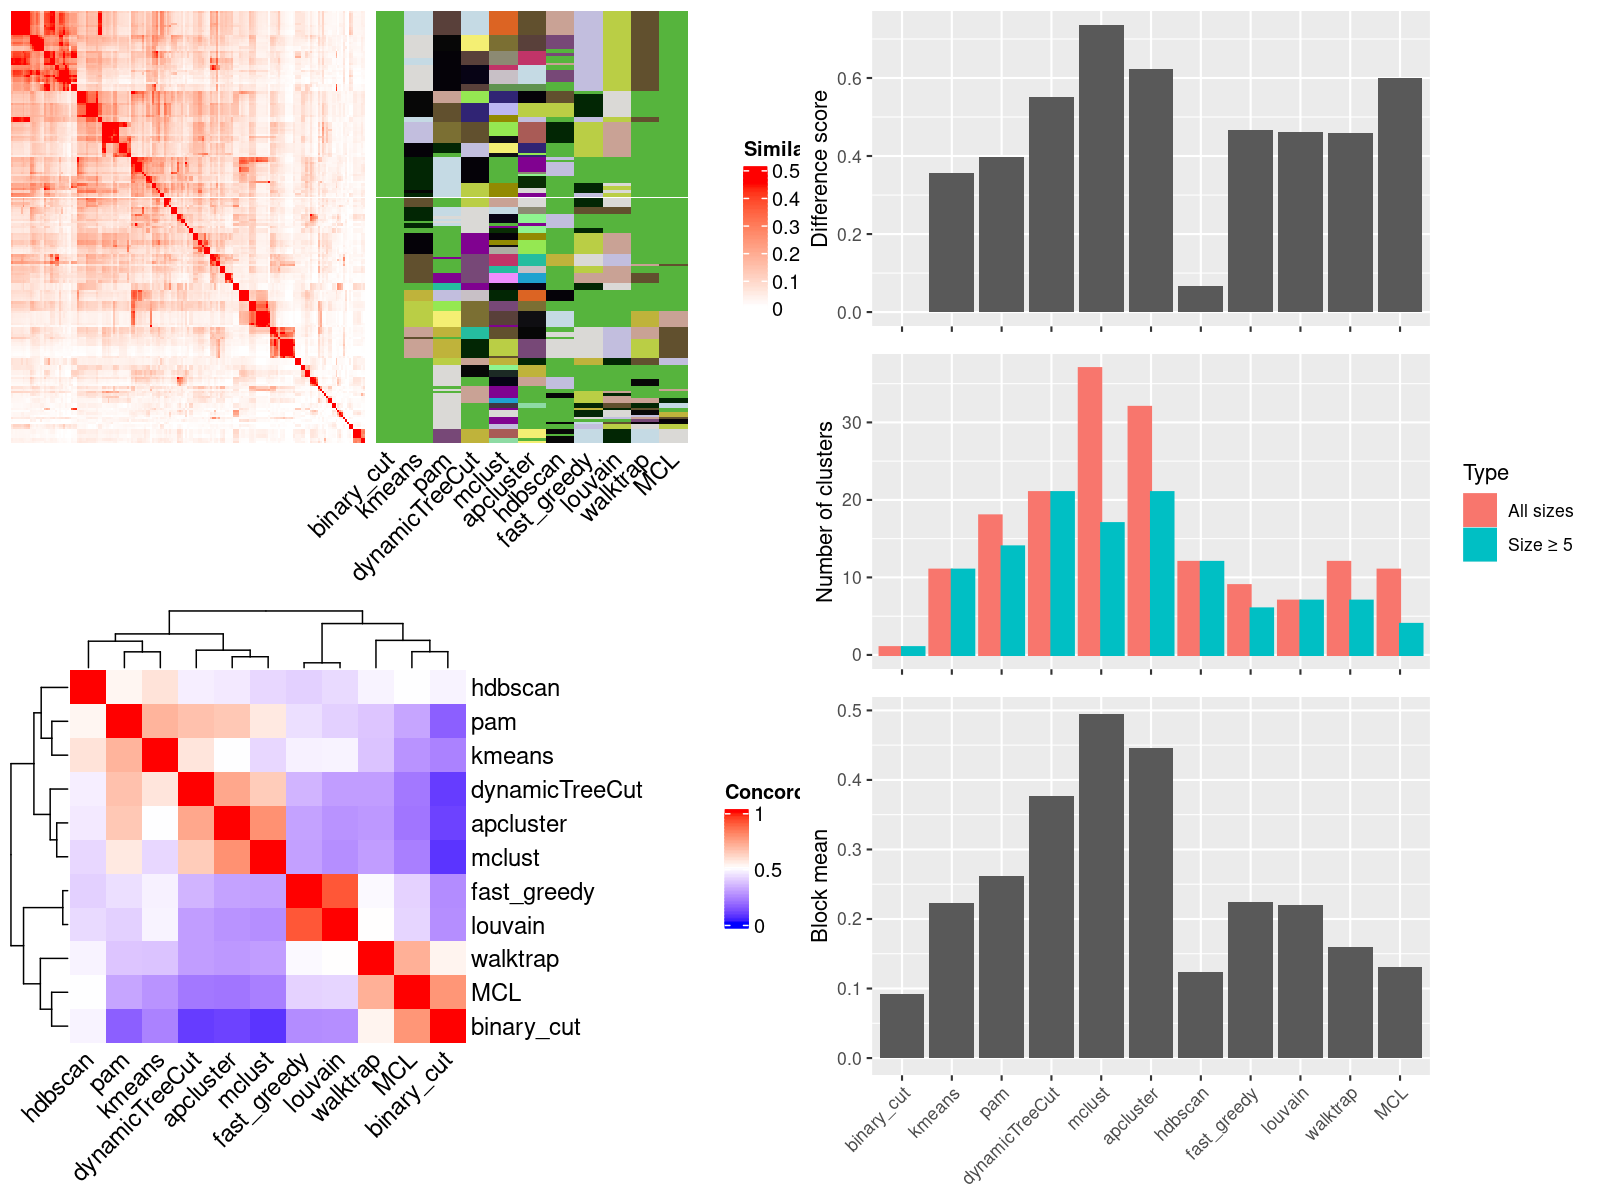 Simila
0.5
0.4
0.3
0.2
0.1
0
binary_cut
kmeans
pam
dynamicTreeCut
mclust
apcluster
hdbscan
fast_greedy
louvain
walktrap
MCL
hdbscan
pam
kmeans
dynamicTreeCut
apcluster
mclust
fast_greedy
louvain
walktrap
MCL
binary_cut
Concord
1
0.5
0
hdbscan
pam
kmeans
dynamicTreeCut
apcluster
mclust
fast_greedy
louvain
walktrap
MCL
binary_cut
Difference score
0.6
0.4
0.2
0.0
Number of clusters
30
20
10
0
Type
All sizes
Size ≥ 5
Block mean
0.5
0.4
0.3
0.2
0.1
0.0
binary_cut
kmeans
pam
dynamicTreeCut
mclust
apcluster
hdbscan
fast_greedy
louvain
walktrap
MCL